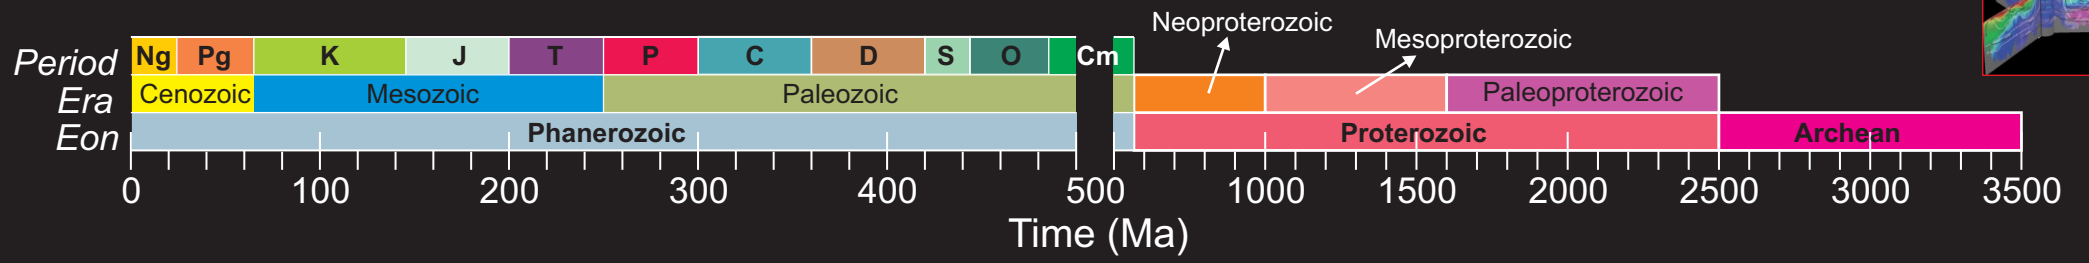 Neoproterozoic
Mesoproterozoic
Period Ng Pg K J T P C D S O Cm
Era Cenozoic Mesozoic Paleozoic Paleoproterozoic
Eon Phanerozoic Proterozoic Archean
0 100 200 300 400 500 1000 1500 2000 2500 3000 3500
Time (Ma)